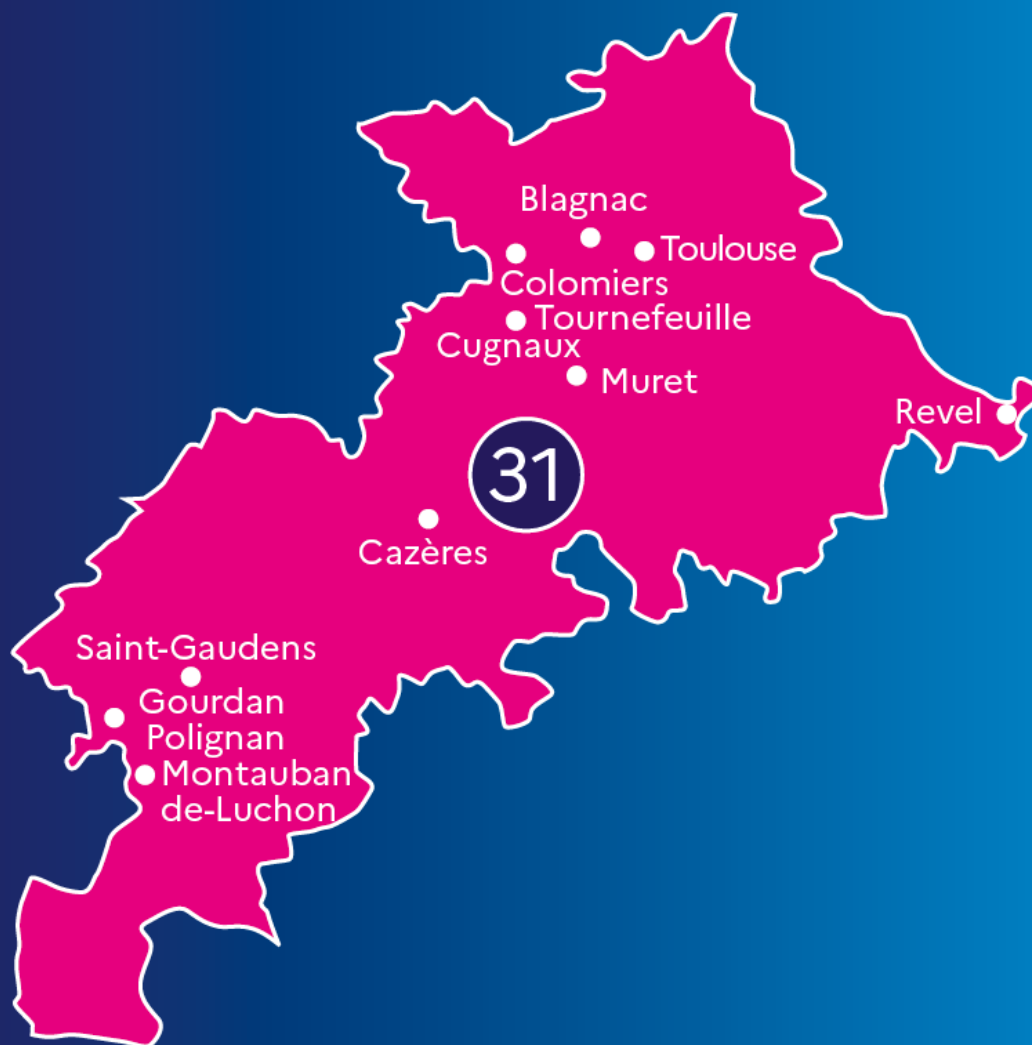 Blagnac
Toulouse
Colomiers
Tournefeuille
Cugnaux
Muret
Revel
31
Cazères
Saint-Gaudens
Gourdan
Polignan
Montauban
de-Luchon